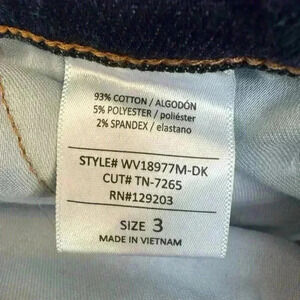 93% COTTON / ALGODÓN
5% POLYESTER / poliéster
2% SPANDEX / elastano
STYLE# WV18977M-DK
CUT# TN-7265
RN#129203
SIZE 3
MADE IN VIETNAM